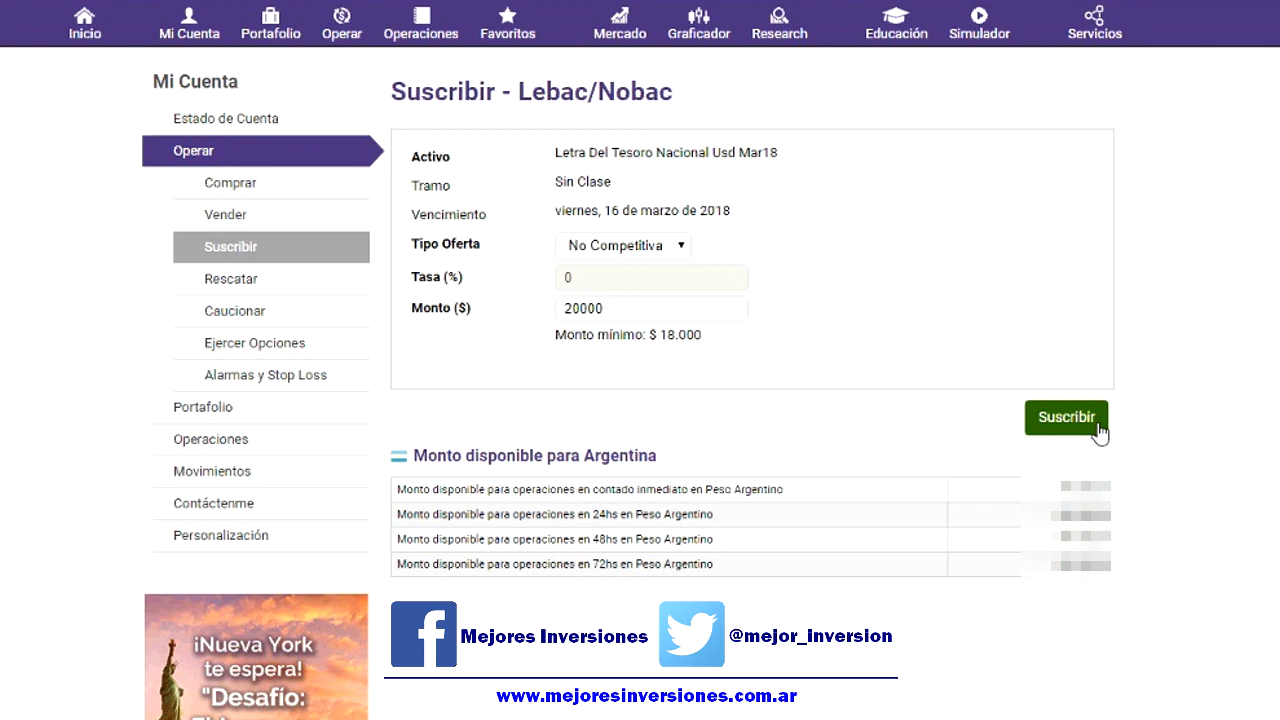 Inicio
Mi Cuenta
Portafolio
Operar
Operaciones
Favoritos
Mercado
Graficador
Research
Educación
Simulador
Servicios
Mi Cuenta
Estado de Cuenta
Operar
Comprar
Vender
Suscribir
Rescatar
Caucionar
Ejercer Opciones
Alarmas y Stop Loss
Portafolio
Operaciones
Movimientos
Contáctenme
Personalización
¡Nueva York
te espera!
"Desafío:
Suscribir - Lebac/Nobac
Activo Letra Del Tesoro Nacional Usd Mar18
Tramo Sin Clase
Vencimiento viernes, 16 de marzo de 2018
Tipo Oferta No Competitiva
Tasa (%) 0
Monto ($) 20000
Monto mínimo: $ 18.000
Suscribir
Monto disponible para Argentina
Monto disponible para operaciones en contado inmediato en Peso Argentino
Monto disponible para operaciones en 24hs en Peso Argentino
Monto disponible para operaciones en 48hs en Peso Argentino
Monto disponible para operaciones en 72hs en Peso Argentino
Mejores Inversiones @mejor_inversion
www.mejoresinversiones.com.ar